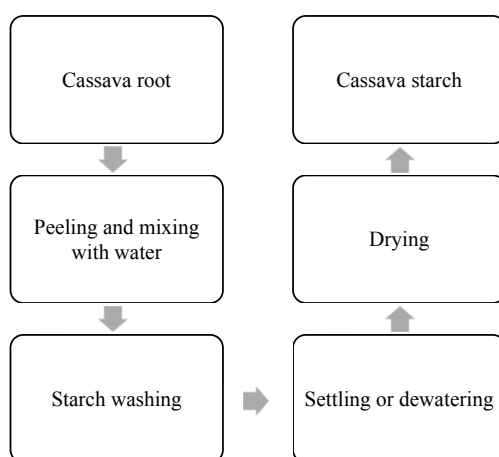 Cassava root
Peeling and mixing
with water
Starch washing
Settling or dewatering
Drying
Cassava starch